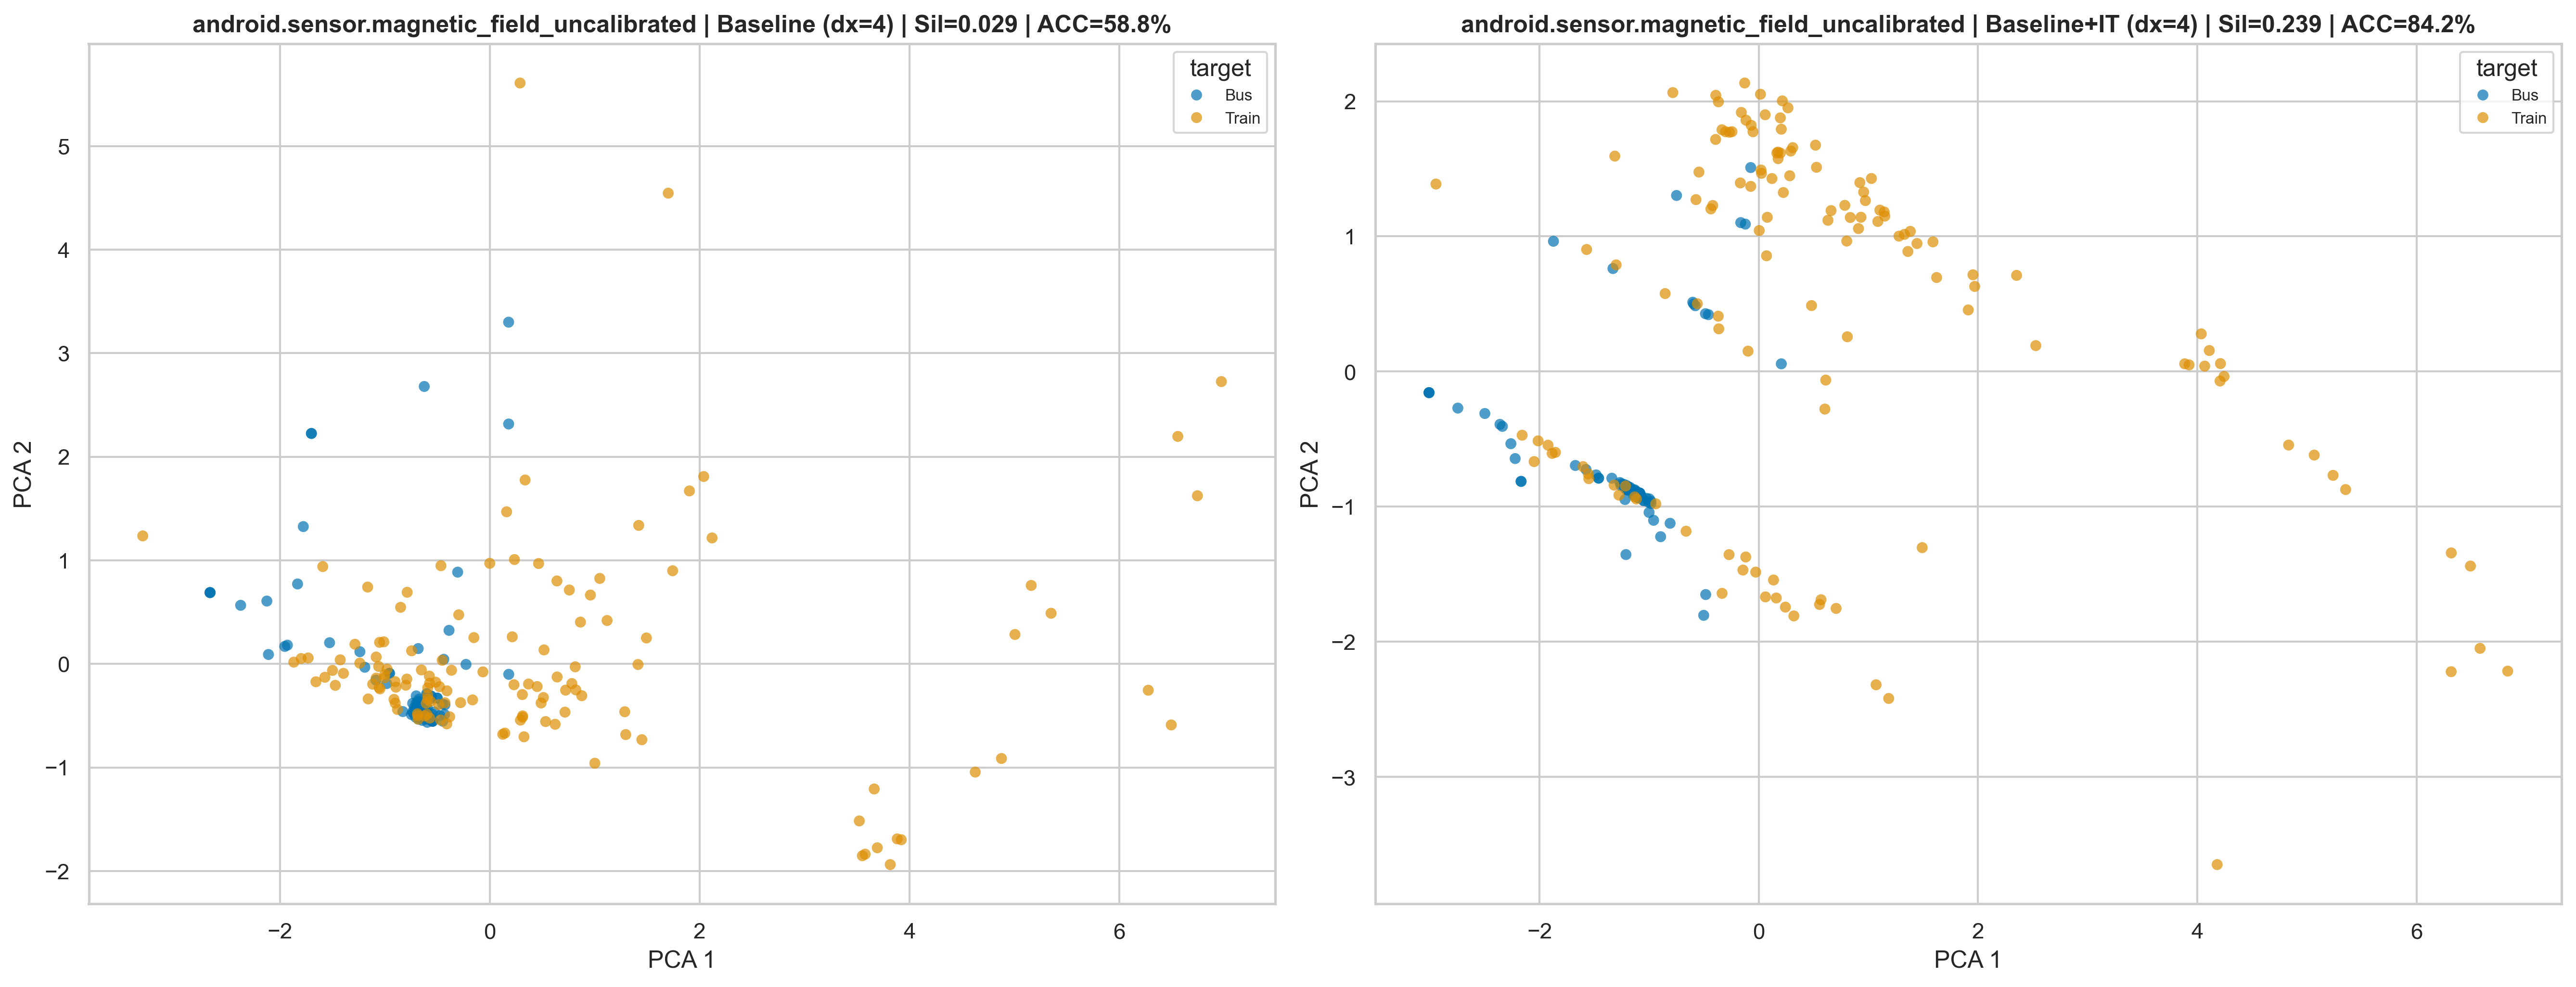 android.sensor.magnetic_field_uncalibrated | Baseline (dx=4) | Sil=0.029 | ACC=58.8%
target
Bus
Train
5
4
3
2
1
0
−1
−2
PCA 2
−2 0 2 4 6
PCA 1
android.sensor.magnetic_field_uncalibrated | Baseline+IT (dx=4) | Sil=0.239 | ACC=84.2%
target
Bus
Train
2
1
0
−1
−2
−3
PCA 2
−2 0 2 4 6
PCA 1